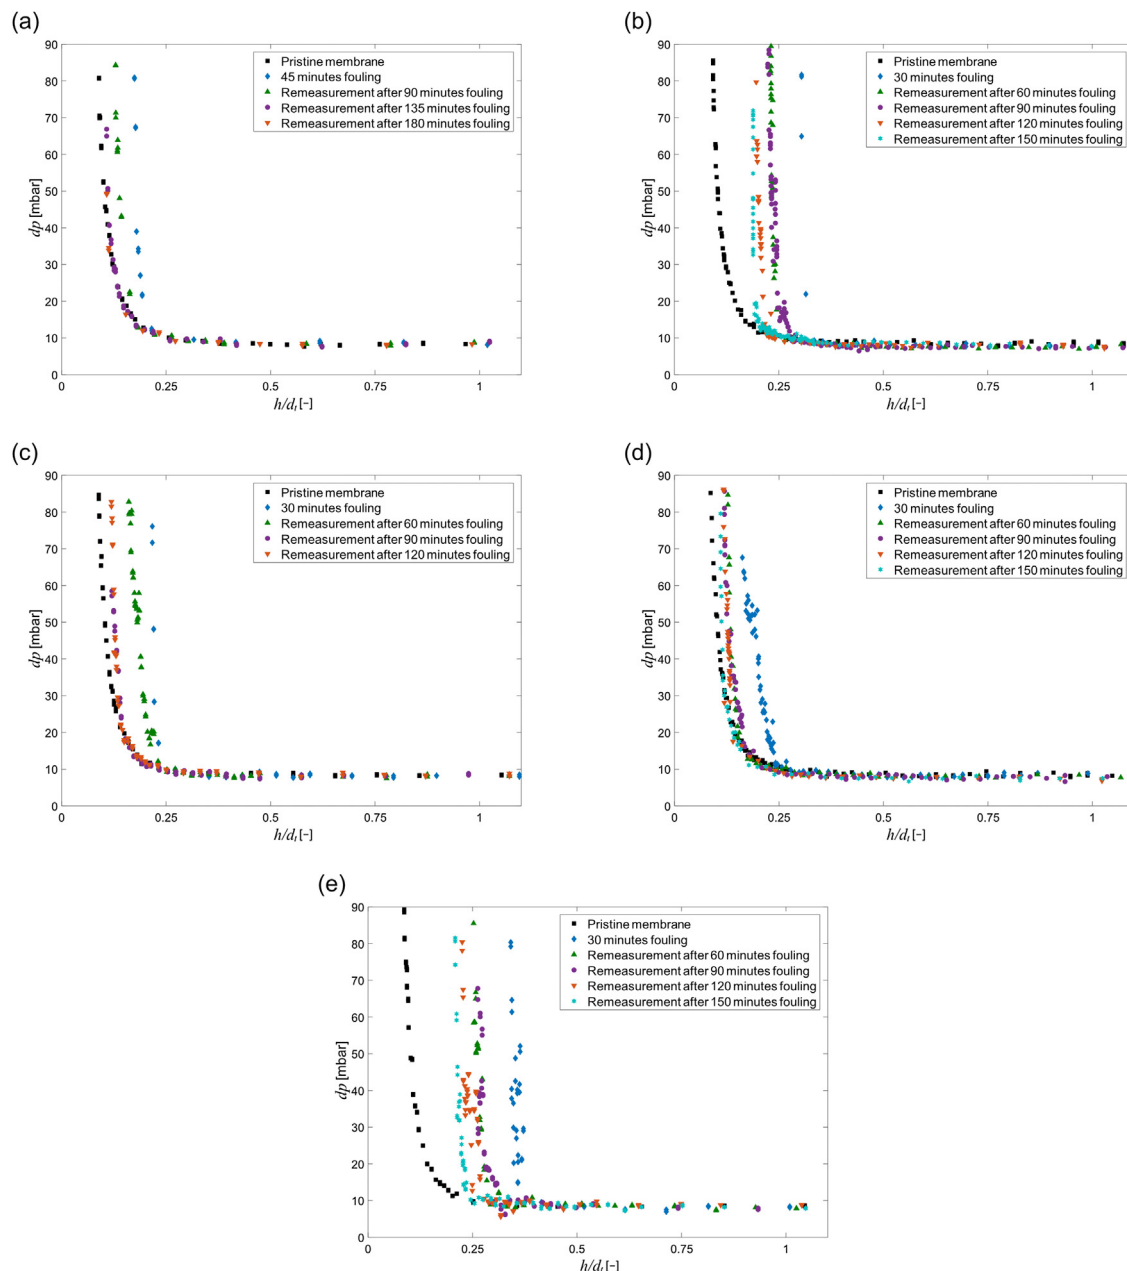 (a)
90
80
70
60
50
40
30
20
10
0
dp [mbar]
0 0.25 0.5 0.75 1
h/dt [–]
Pristine membrane
45 minutes fouling
Remeasurement after 90 minutes fouling
Remeasurement after 135 minutes fouling
Remeasurement after 180 minutes fouling
(b)
90
80
70
60
50
40
30
20
10
0
dp [mbar]
0 0.25 0.5 0.75 1
h/dt [–]
Pristine membrane
30 minutes fouling
Remeasurement after 60 minutes fouling
Remeasurement after 90 minutes fouling
Remeasurement after 120 minutes fouling
Remeasurement after 150 minutes fouling
(c)
90
80
70
60
50
40
30
20
10
0
dp [mbar]
0 0.25 0.5 0.75 1
h/dt [–]
Pristine membrane
30 minutes fouling
Remeasurement after 60 minutes fouling
Remeasurement after 90 minutes fouling
Remeasurement after 120 minutes fouling
(d)
90
80
70
60
50
40
30
20
10
0
dp [mbar]
0 0.25 0.5 0.75 1
h/dt [–]
Pristine membrane
30 minutes fouling
Remeasurement after 60 minutes fouling
Remeasurement after 90 minutes fouling
Remeasurement after 120 minutes fouling
Remeasurement after 150 minutes fouling
(e)
90
80
70
60
50
40
30
20
10
0
dp [mbar]
0 0.25 0.5 0.75 1
h/dt [–]
Pristine membrane
30 minutes fouling
Remeasurement after 60 minutes fouling
Remeasurement after 90 minutes fouling
Remeasurement after 120 minutes fouling
Remeasurement after 150 minutes fouling